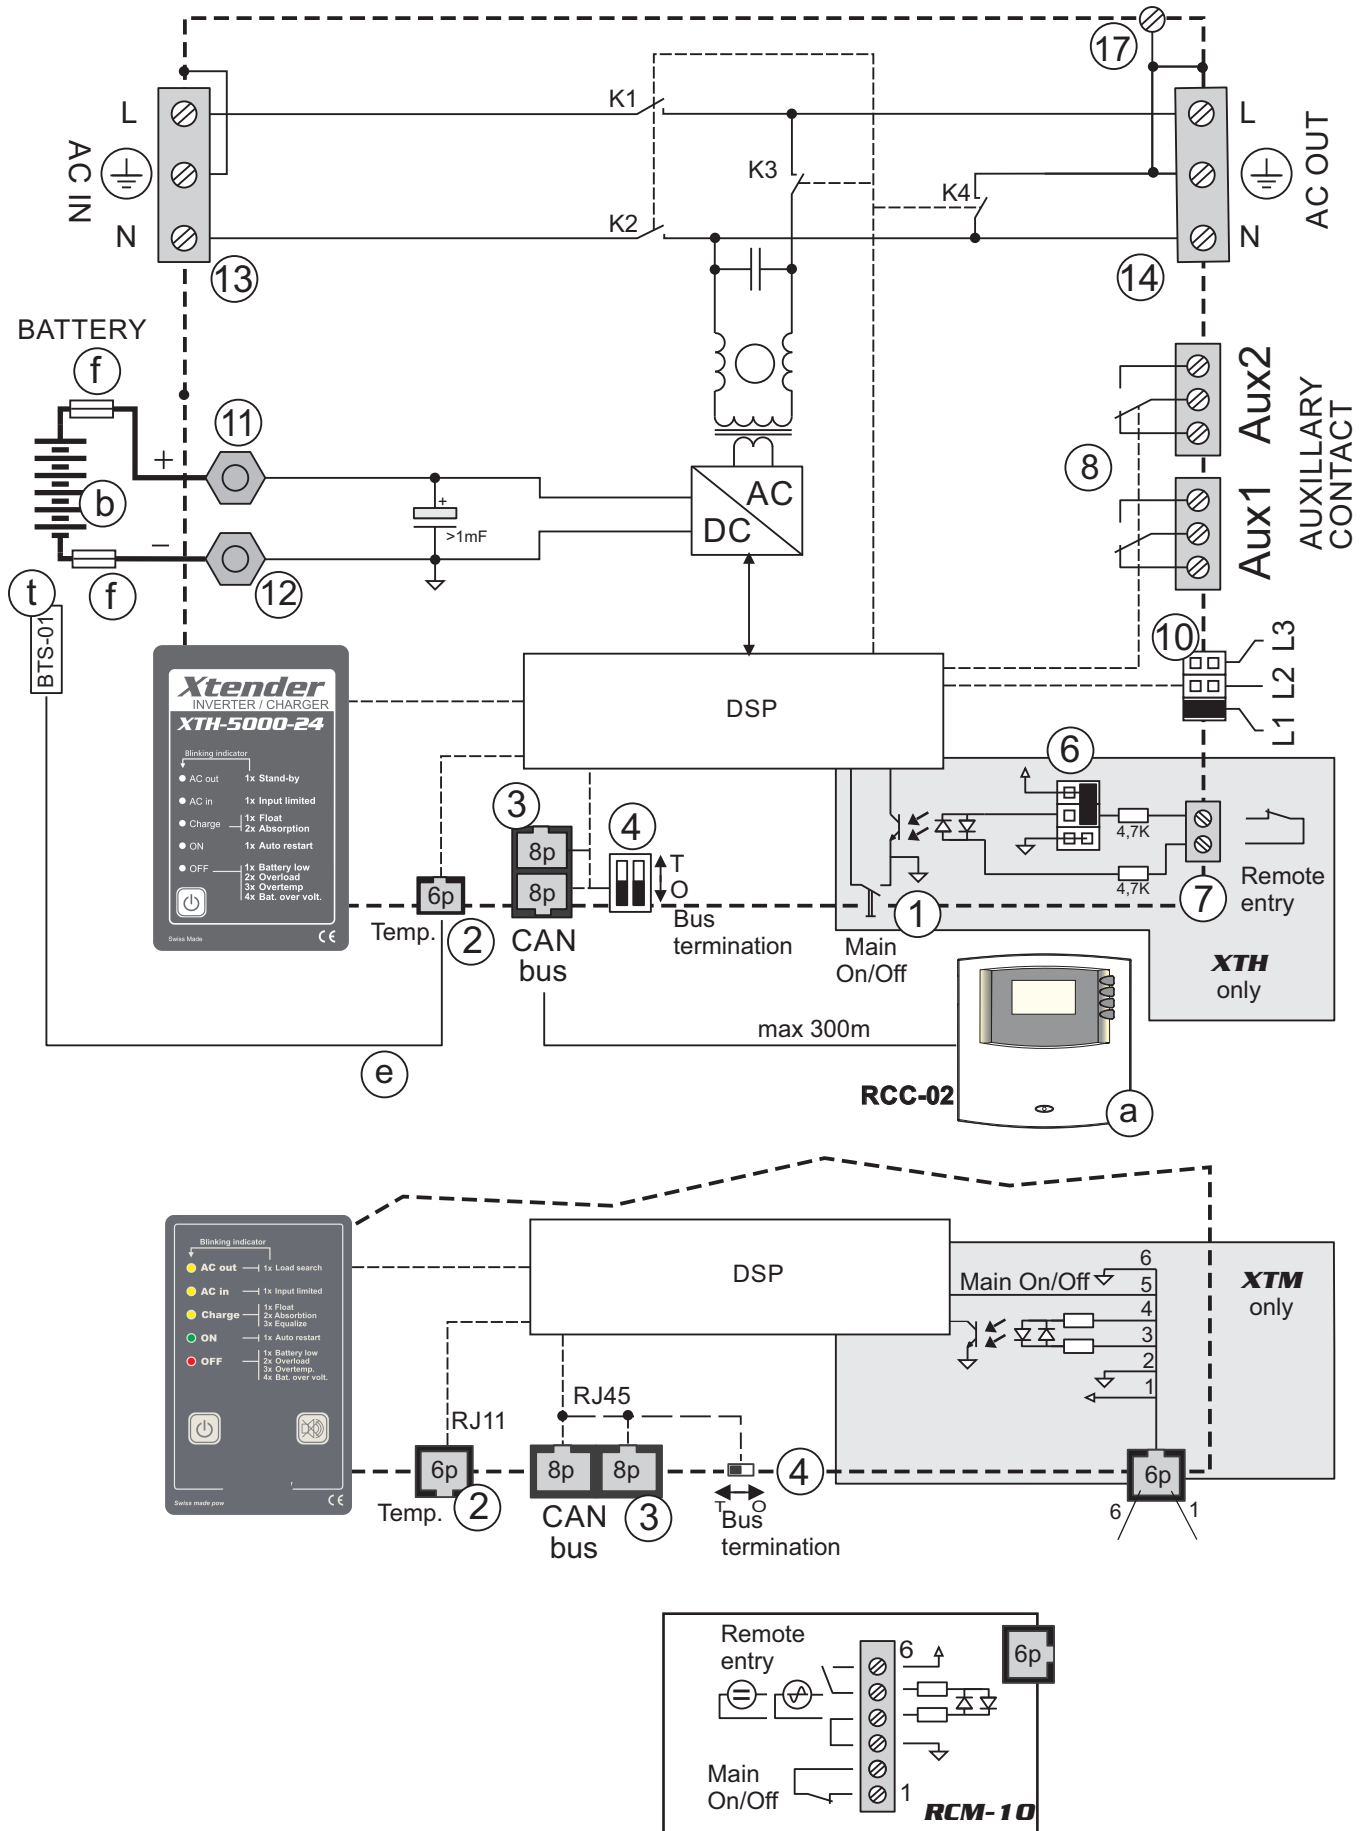 17
L
AC IN
N
13
K1
K2
K3
K4
L
AC OUT
N
14
BATTERY
f
11
+
b
−
f
12
+
>1mF
AC
DC
8
Aux2
Aux1
AUXILLARY
CONTACT
t
BTS-01
10
L3
L2
L1
Xtender
INVERTER / CHARGER
XTH-5000-24
Blinking indicator
AC out 1x Stand-by
AC in 1x Input limited
Charge 1x Float
2x Absorption
ON 1x Auto restart
OFF 1x Battery low
2x Overload
3x Overtemp
4x Bat. over volt.
Swiss Made
CE
DSP
6
3
4
8p
8p
T
O
Bus
termination
6p
Temp.
2
CAN
bus
4,7K
4,7K
7
Remote
entry
1
Main
On/Off
XTH
only
max 300m
e
RCC-02
a
Blinking indicator
AC out 1x Load search
AC in 1x Input limited
Charge 1x Float
2x Absorbtion
3x Equalize
ON 1x Auto restart
OFF 1x Battery low
2x Overload
3x Overtemp.
4x Bat. over volt.
Swiss made pow
CE
DSP
Main On/Off
6
5
4
3
2
1
XTM
only
RJ11
RJ45
6p
Temp.
2
8p
8p
CAN
bus
3
4
T
O
Bus
termination
6p
6
1
Remote
entry
6
6p
Main
On/Off
1
RCM-10